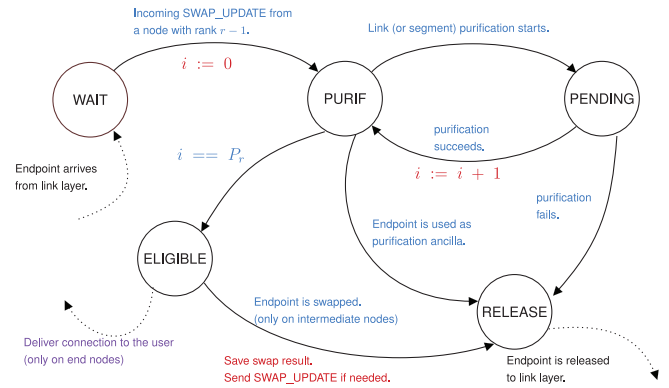 Incoming SWAP_UPDATE from
a node with rank r − 1.
i := 0
Link (or segment) purification starts.
WAIT
PURIF
PENDING
purification
succeeds.
i := i + 1
i == P_r
Endpoint arrives
from link layer.
purification
fails.
Endpoint is used as
purification ancilla.
ELIGIBLE
Endpoint is swapped.
(only on intermediate nodes)
RELEASE
Deliver connection to the user
(only on end nodes)
Save swap result.
Send SWAP_UPDATE if needed.
Endpoint is released
to link layer.